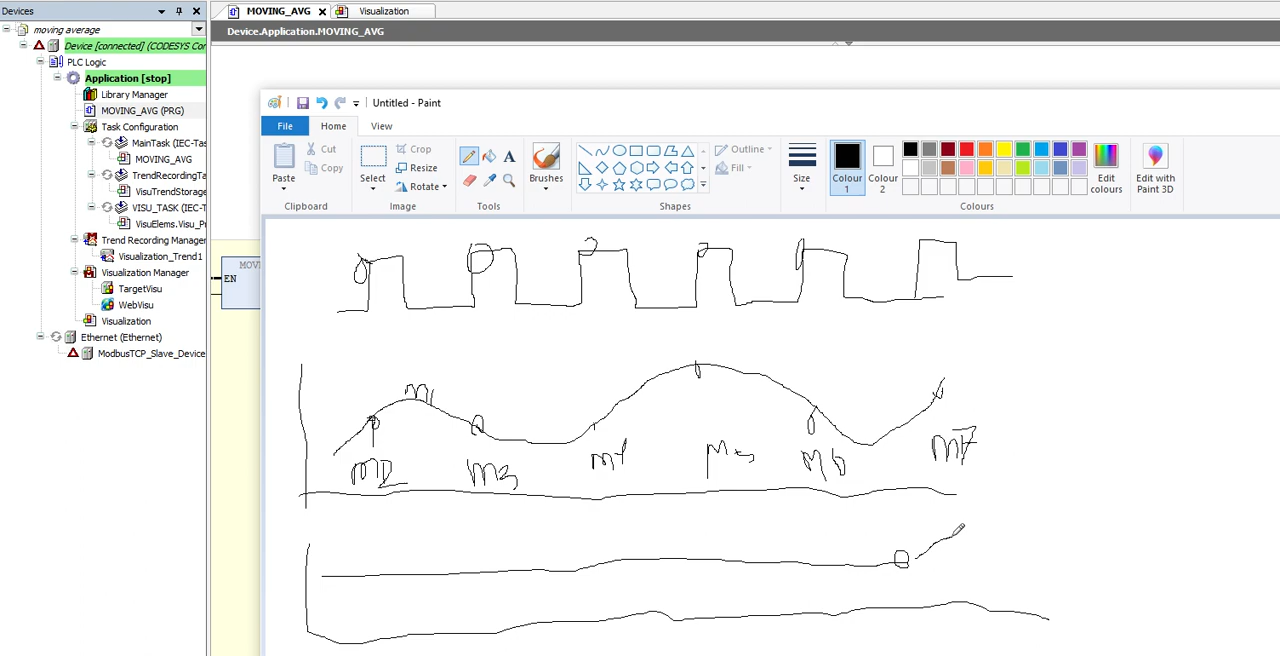 Devices
moving average
Device [connected] (CODESYS Cor
PLC Logic
Application [stop]
Library Manager
MOVING_AVG (PRG)
Task Configuration
MainTask (IEC-Tas
MOVING_AVG
TrendRecordingTa
VisuTrendStorage
VISU_TASK (IEC-T
VisuElems.Visu_Pr
Trend Recording Manager
Visualization_Trend1
Visualization Manager
TargetVisu
WebVisu
Visualization
Ethernet (Ethernet)
ModbusTCP_Slave_Device
MOVING_AVG
Visualization
Device.Application.MOVING_AVG
MOVI
EN
Untitled - Paint
File
Home
View
Paste
Cut
Copy
Clipboard
Select
Crop
Resize
Rotate
Image
A
Tools
Brushes
Shapes
Outline
Fill
Size
Colour
1
Colour
2
Edit
colours
Colours
Edit with
Paint 3D
M1
M2
M3
M4
M5
M6
M7